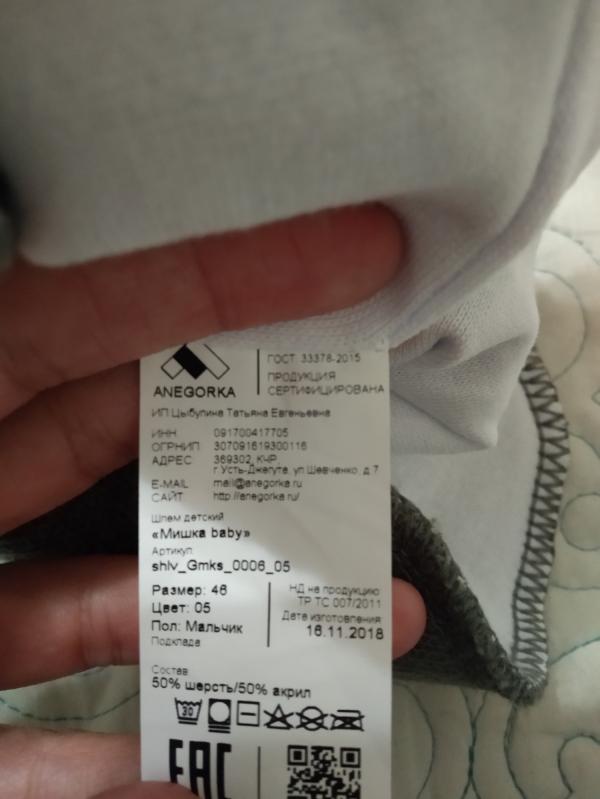 ANEGORKA
ГОСТ: 33378-2015
ПРОДУКЦИЯ
СЕРТИФИЦИРОВАНА
ИП Цыбулина Татьяна Евгеньевна
ИНН 091700417705
ОГРНИП 307091619300116
АДРЕС 369302, КЧР
г.Усть-Джегута, ул Шевченко, д.7
E-MAIL mail@anegorka.ru
САЙТ http://anegorka.ru/
Шлем детский
«Мишка baby»
Артикул
shlv_Gmks_0006_05
Размер: 46
Цвет: 05
Пол: Мальчик
Подклада
НД на продукцию
ТР ТС 007/2011
Дата изготовления
16.11.2018
Состав
50% шерсть/50% акрил
30
EAC